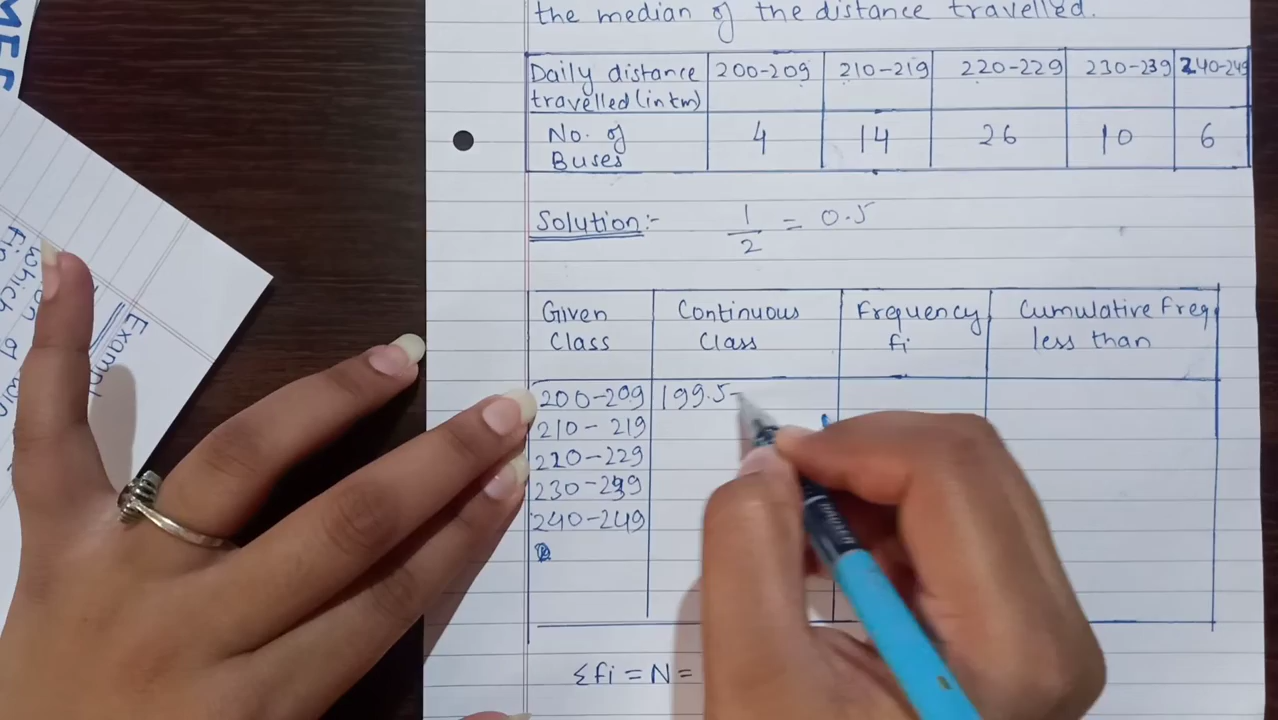 the median of the distance travelled.
Daily distance travelled (in km) 200-209 210-219 220-229 230-239 240-249
No. of Buses 4 14 26 10 6
Solution:- 1/2 = 0.5
Given Class Continuous Class Frequency fi Cumulative Freq less than
200-209 199.5-
210-219
220-229
230-239
240-249
Σfi = N =
Example
which